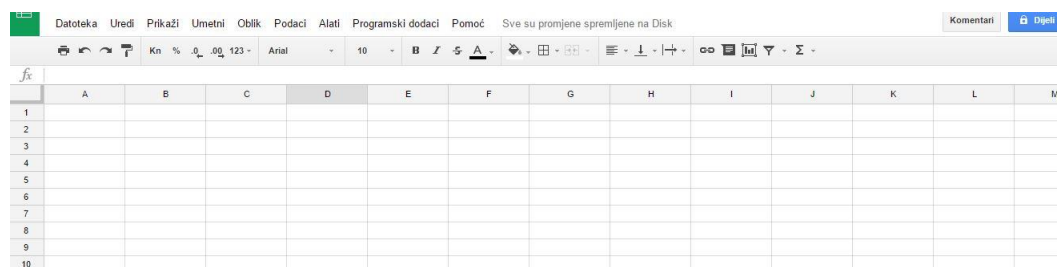 Datoteka Uredi Prikaži Umetni Oblik Podaci Alati Programski dodaci Pomoć Sve su promjene spremljene na Disk Komentari Dijeli
Kn % .0 .00 123 Arial 10 B I S A Σ
fx
A B C D E F G H I J K L M
1
2
3
4
5
6
7
8
9
10